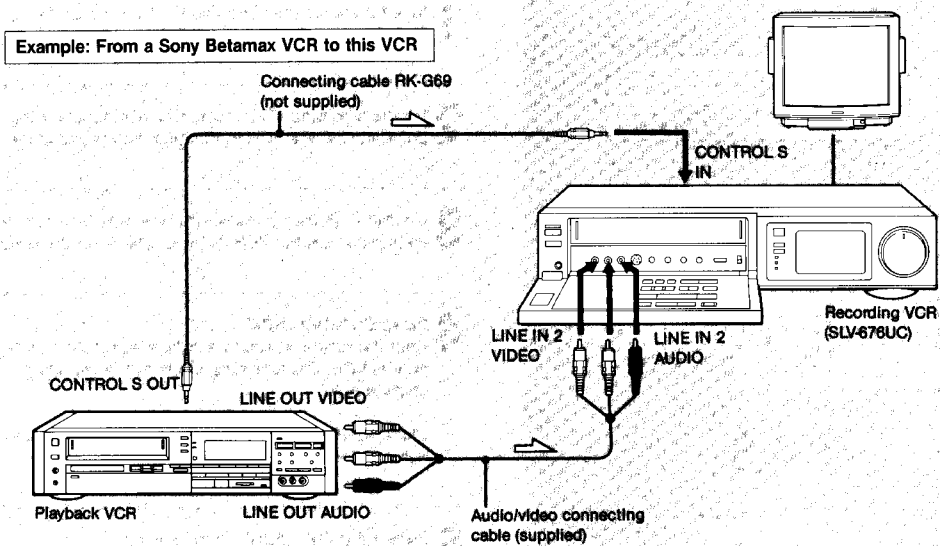 Example: From a Sony Betamax VCR to this VCR
Connecting cable RK-G69
(not supplied)
CONTROL S
IN
Recording VCR
(SLV-676UC)
LINE IN 2
VIDEO
LINE IN 2
AUDIO
CONTROL S OUT
LINE OUT VIDEO
Playback VCR
LINE OUT AUDIO
Audio/video connecting
cable (supplied)